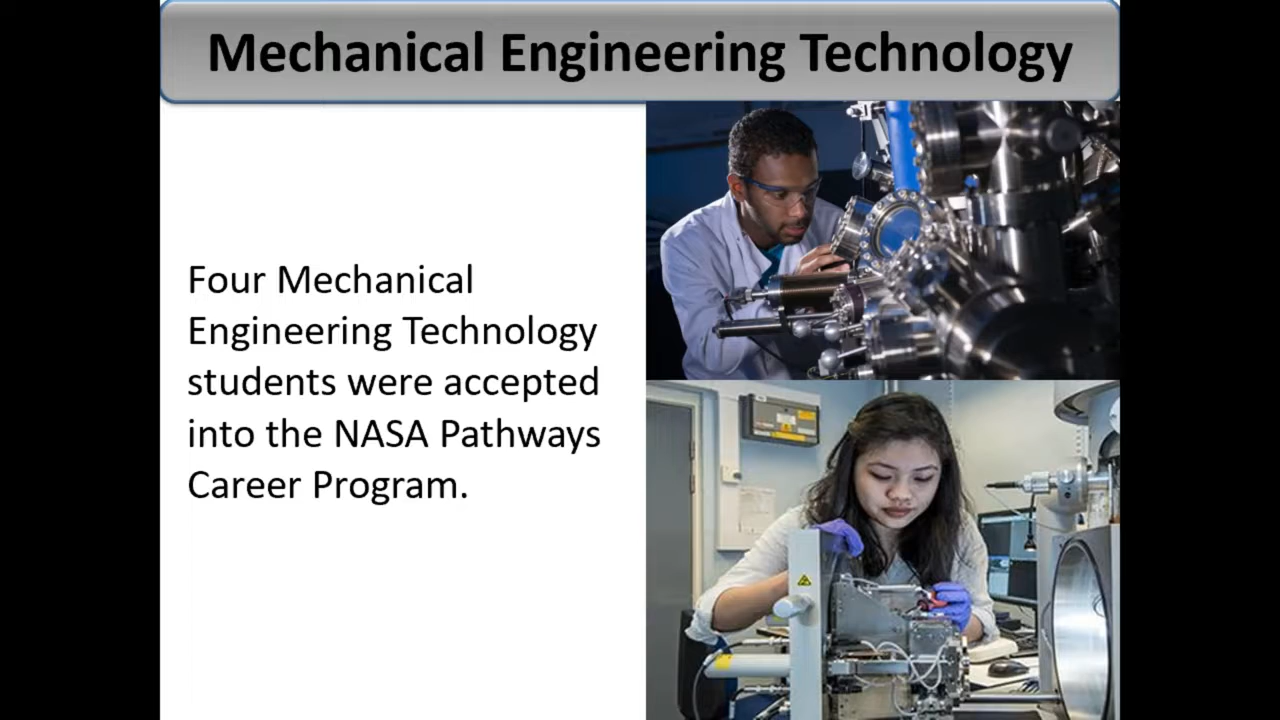 Mechanical Engineering Technology
Four Mechanical
Engineering Technology
students were accepted
into the NASA Pathways
Career Program.